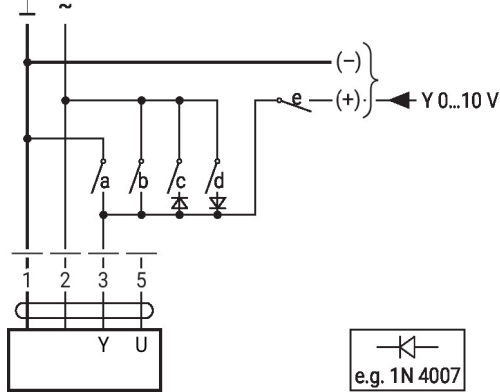 ~
(–)
e (+) Y 0...10 V
a b c d
1 2 3 5
Y U
e.g. 1N 4007